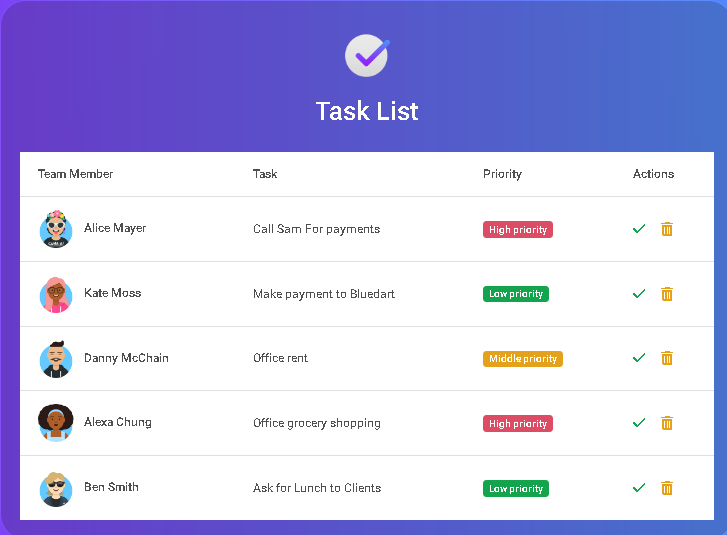 Task List
Team Member Task Priority Actions
Alice Mayer Call Sam For payments High priority
Kate Moss Make payment to Bluedart Low priority
Danny McChain Office rent Middle priority
Alexa Chung Office grocery shopping High priority
Ben Smith Ask for Lunch to Clients Low priority